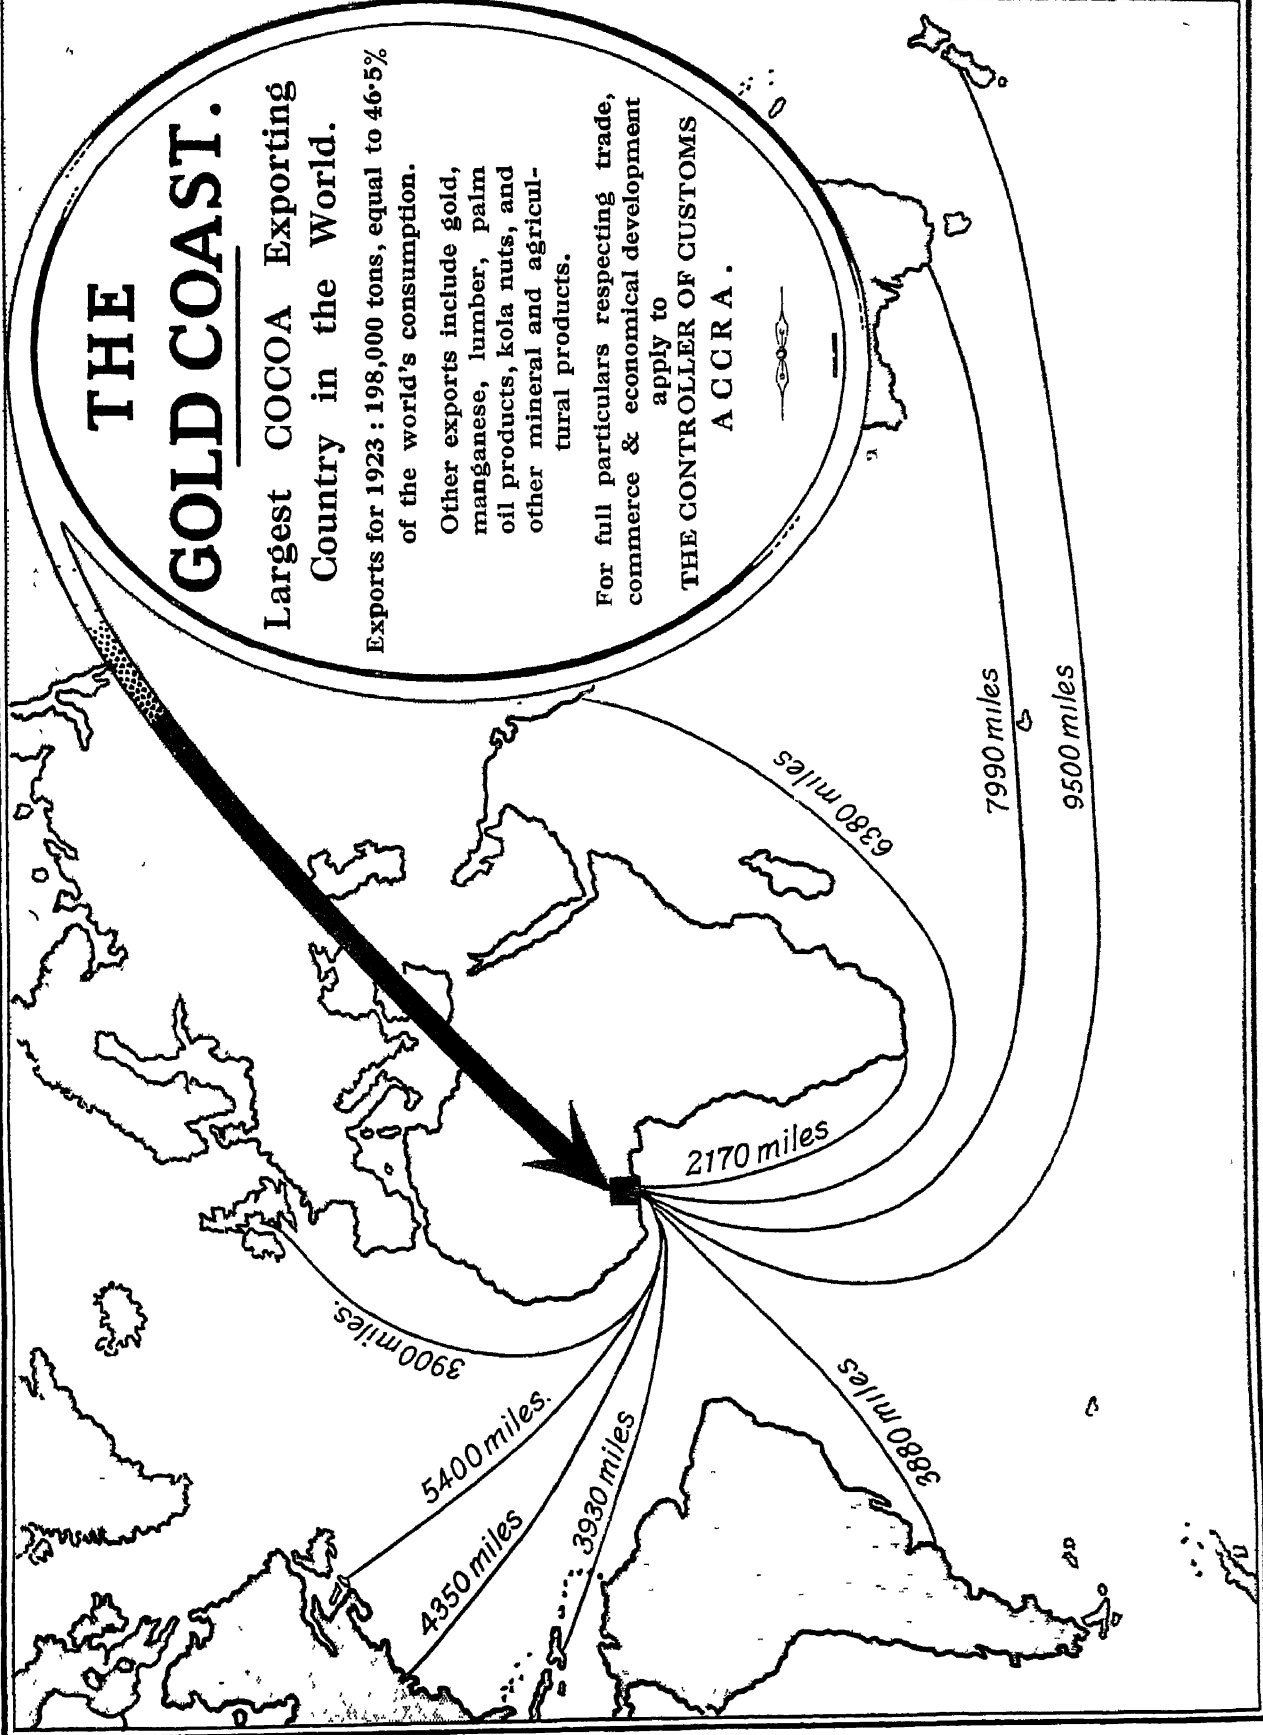 THE
GOLD COAST.
Largest COCOA Exporting
Country in the World.
Exports for 1923 : 198,000 tons, equal to 46·5%
of the world's consumption.
Other exports include gold,
manganese, lumber, palm
oil products, kola nuts, and
other mineral and agricul-
tural products.
For full particulars respecting trade,
commerce & economical development
apply to
THE CONTROLLER OF CUSTOMS
ACCRA.
3900 miles.
5400 miles.
4350 miles
3930 miles
3880 miles
2170 miles
6380 miles
7990 miles
9500 miles